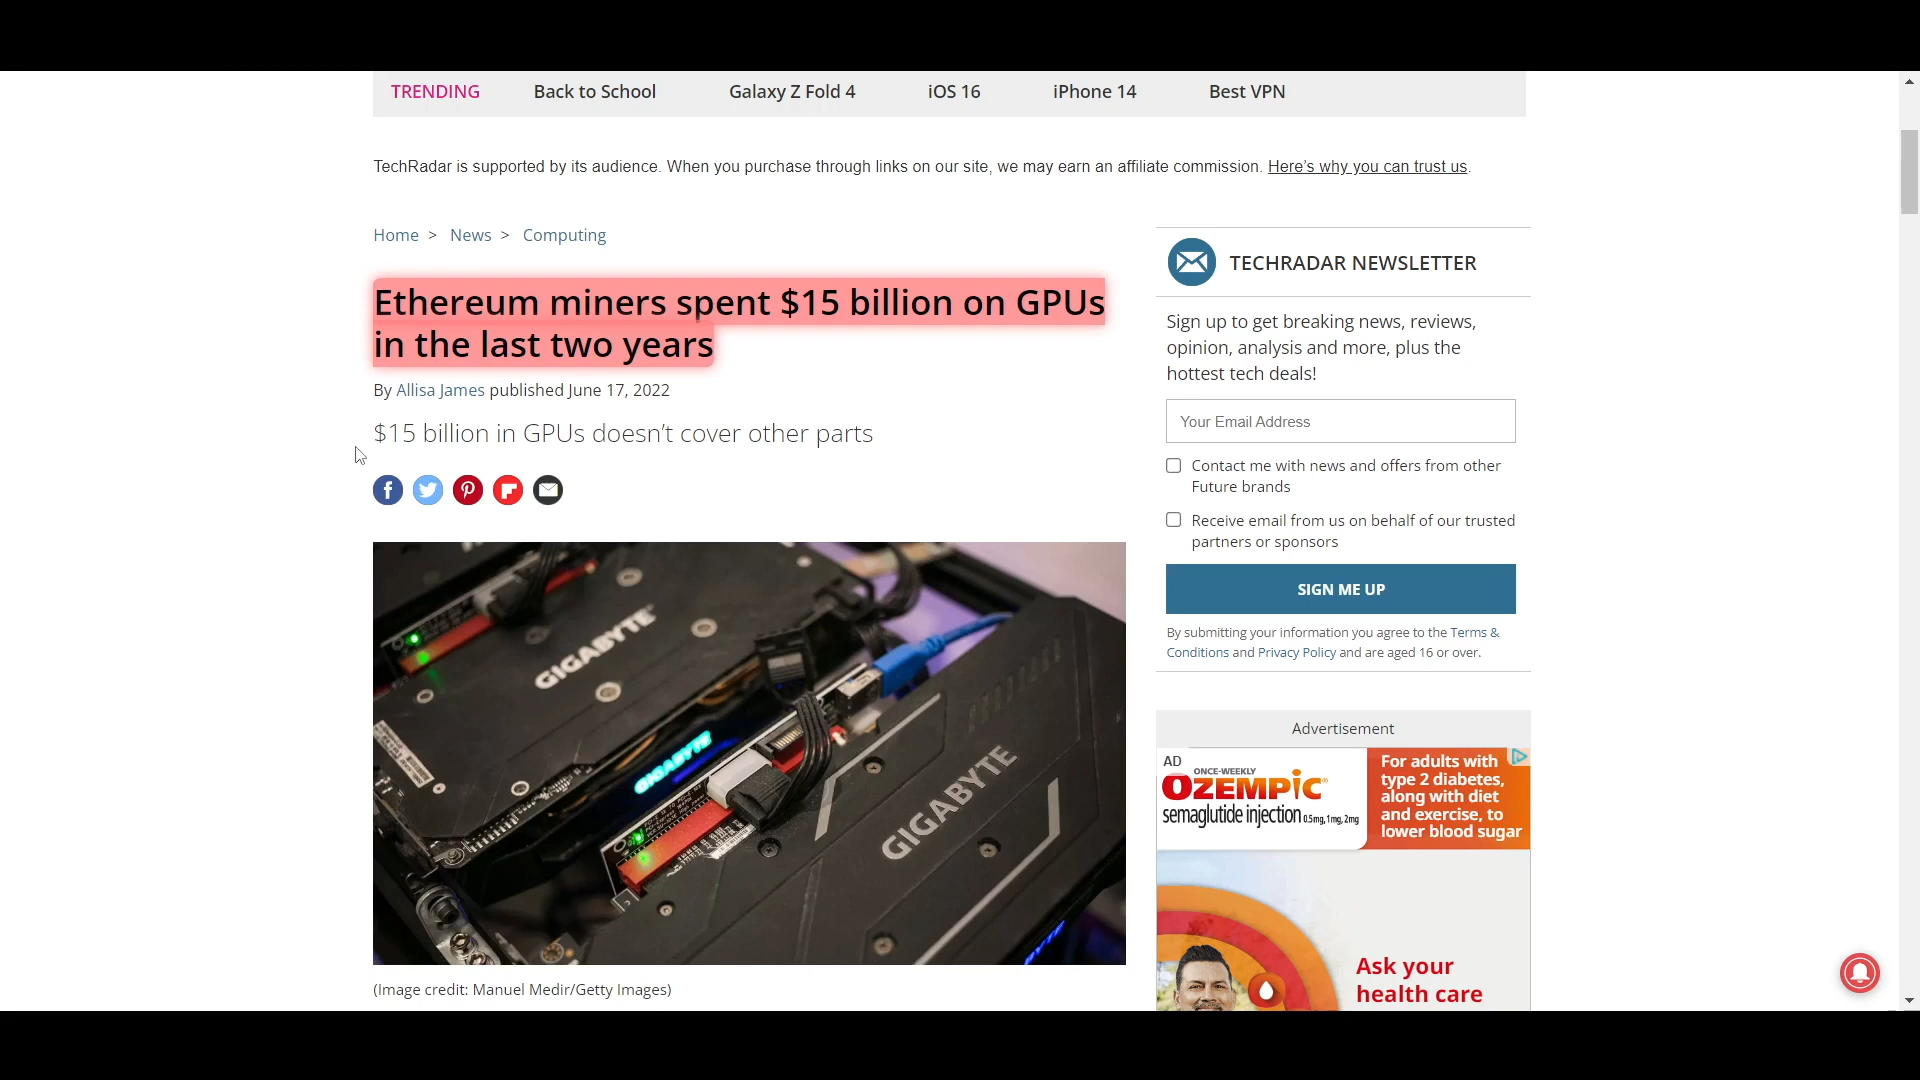 TRENDING Back to School Galaxy Z Fold 4 iOS 16 iPhone 14 Best VPN
TechRadar is supported by its audience. When you purchase through links on our site, we may earn an affiliate commission. Here's why you can trust us.
Home > News > Computing
Ethereum miners spent $15 billion on GPUs
in the last two years
By Allisa James published June 17, 2022
$15 billion in GPUs doesn't cover other parts
GIGABYTE
GIGABYTE
GIGABYTE
(Image credit: Manuel Medir/Getty Images)
TECHRADAR NEWSLETTER
Sign up to get breaking news, reviews,
opinion, analysis and more, plus the
hottest tech deals!
Your Email Address
Contact me with news and offers from other
Future brands
Receive email from us on behalf of our trusted
partners or sponsors
SIGN ME UP
By submitting your information you agree to the Terms &
Conditions and Privacy Policy and are aged 16 or over.
Advertisement
AD
ONCE-WEEKLY
OZEMPIC®
semaglutide injection 0.5mg, 1mg, 2mg
For adults with
type 2 diabetes,
along with diet
and exercise, to
lower blood sugar
Ask your
health care